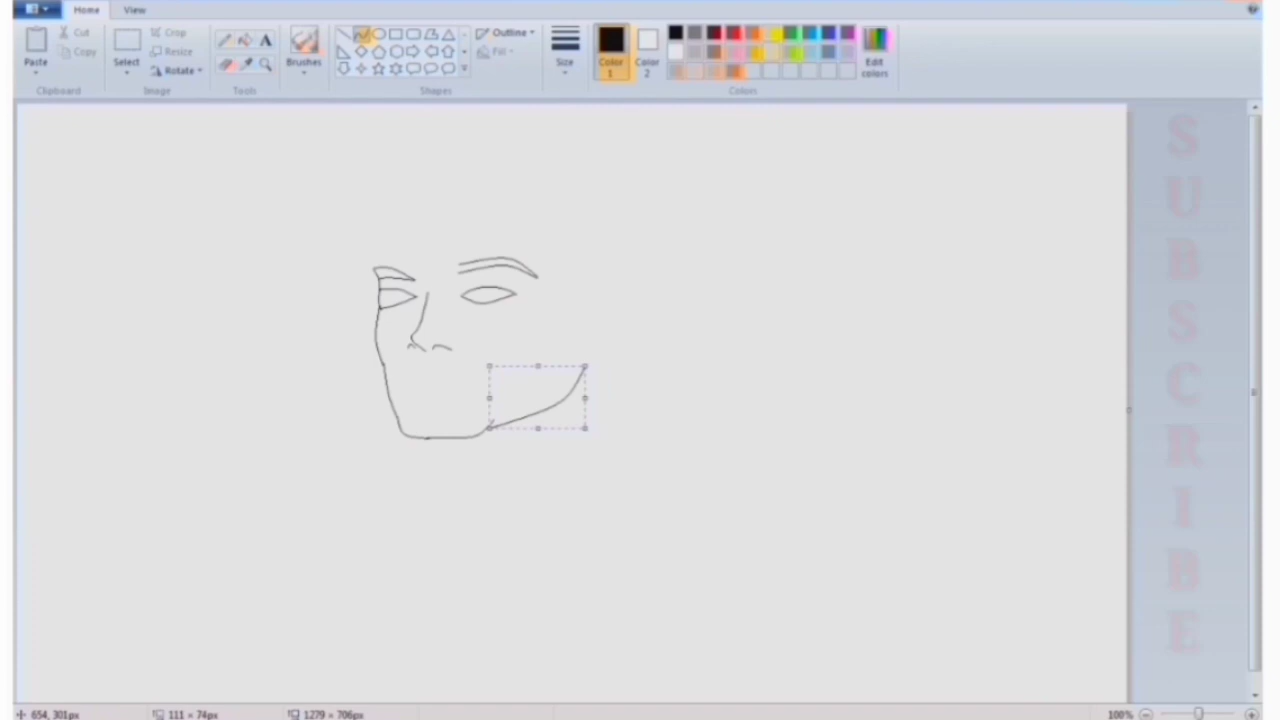 Home View
Paste
Cut
Copy
Clipboard
Select
Crop
Resize
Rotate
Image
A
Tools
Brushes
Shapes
Outline
Fill
Size
Color
1
Color
2
Edit
colors
Colors
S
U
B
S
C
R
I
B
E
654, 301px
111 × 74px
1279 × 706px
100%